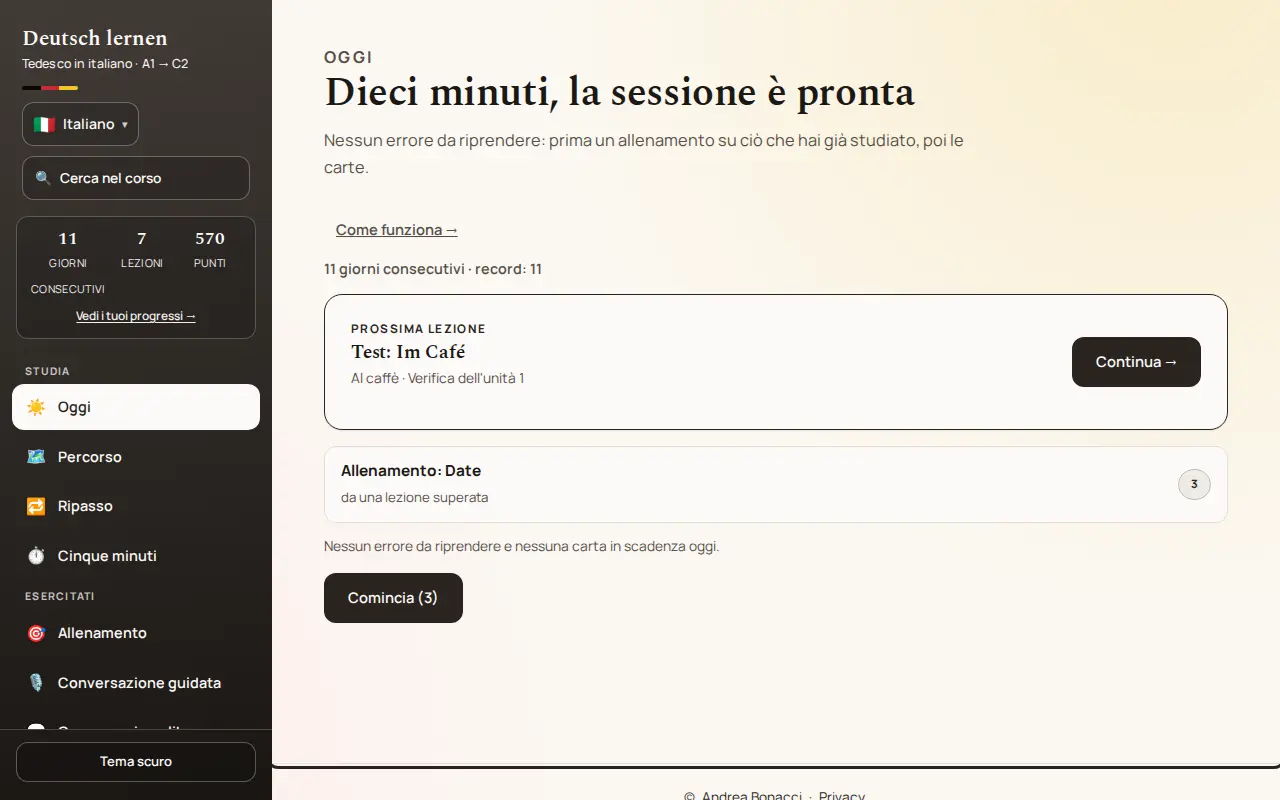 Deutsch lernen
Tedesco in italiano · A1 → C2
Italiano ▾
Cerca nel corso
11 7 570
GIORNI LEZIONI PUNTI
CONSECUTIVI
Vedi i tuoi progressi →
STUDIA
Oggi
Percorso
Ripasso
Cinque minuti
ESERCITATI
Allenamento
Conversazione guidata
Tema scuro
OGGI
Dieci minuti, la sessione è pronta
Nessun errore da riprendere: prima un allenamento su ciò che hai già studiato, poi le
carte.
Come funziona →
11 giorni consecutivi · record: 11
PROSSIMA LEZIONE
Test: Im Café
Al caffè · Verifica dell'unità 1
Continua →
Allenamento: Date
da una lezione superata
3
Nessun errore da riprendere e nessuna carta in scadenza oggi.
Comincia (3)
© Andrea Bonacci · Privacy